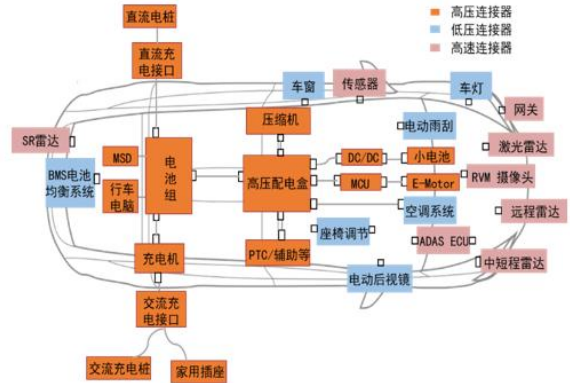 直流电桩
高压连接器
低压连接器
高速连接器
直流充
电接口
车窗
传感器
车灯
网关
压缩机
电动雨刮
激光雷达
SR雷达
MSD
电
池
组
DC/DC
小电池
BMS电池
均衡系统
高压配电盒
MCU
E-Motor
RVM 摄像头
行车
电脑
空调系统
远程雷达
座椅调节
ADAS ECU
充电机
PTC/辅助等
中短程雷达
电动后视镜
交流充
电接口
交流充电桩
家用插座